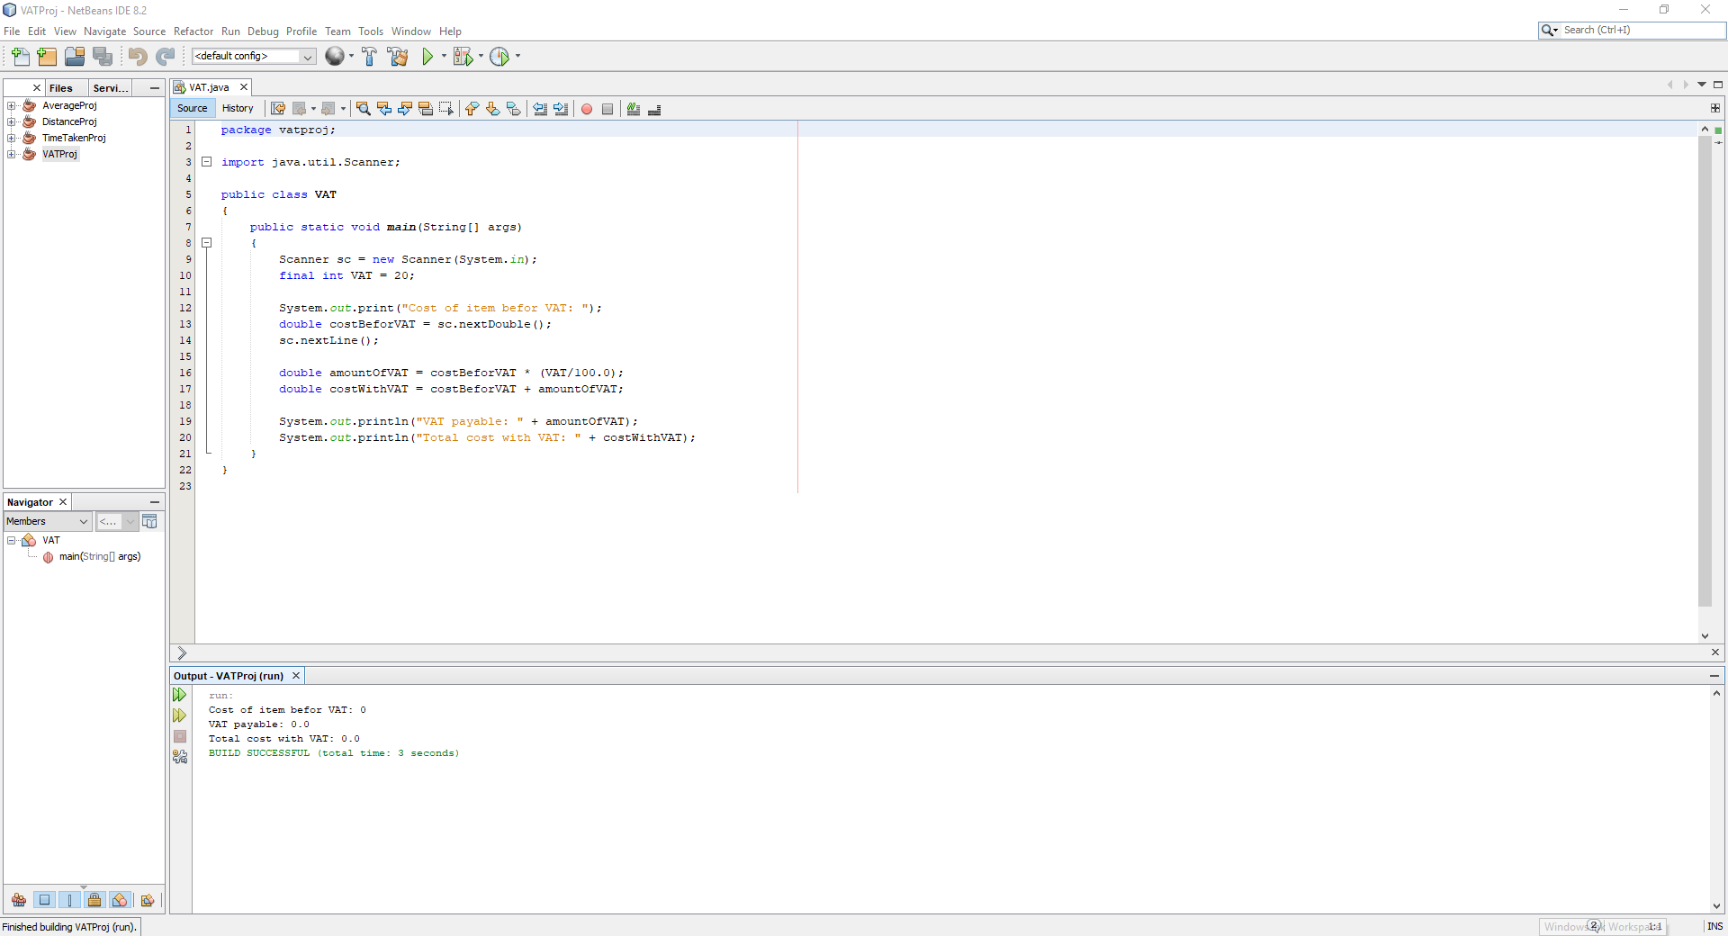 VATProj - NetBeans IDE 8.2
File Edit View Navigate Source Refactor Run Debug Profile Team Tools Window Help
Search (Ctrl+I)
<default config>
Files Servi...
AverageProj
DistanceProj
TimeTakenProj
VATProj
VAT.java
Source History
1 package vatproj;
2
3 import java.util.Scanner;
4
5 public class VAT
6 {
7 public static void main(String[] args)
8 {
9 Scanner sc = new Scanner(System.in);
10 final int VAT = 20;
11
12 System.out.print("Cost of item befor VAT: ");
13 double costBeforVAT = sc.nextDouble();
14 sc.nextLine();
15
16 double amountOfVAT = costBeforVAT * (VAT/100.0);
17 double costWithVAT = costBeforVAT + amountOfVAT;
18
19 System.out.println("VAT payable: " + amountOfVAT);
20 System.out.println("Total cost with VAT: " + costWithVAT);
21 }
22 }
23
Navigator
Members <...
VAT
main(String[] args)
Output - VATProj (run)
run:
Cost of item befor VAT: 0
VAT payable: 0.0
Total cost with VAT: 0.0
BUILD SUCCESSFUL (total time: 3 seconds)
Finished building VATProj (run).
2
1:1 INS